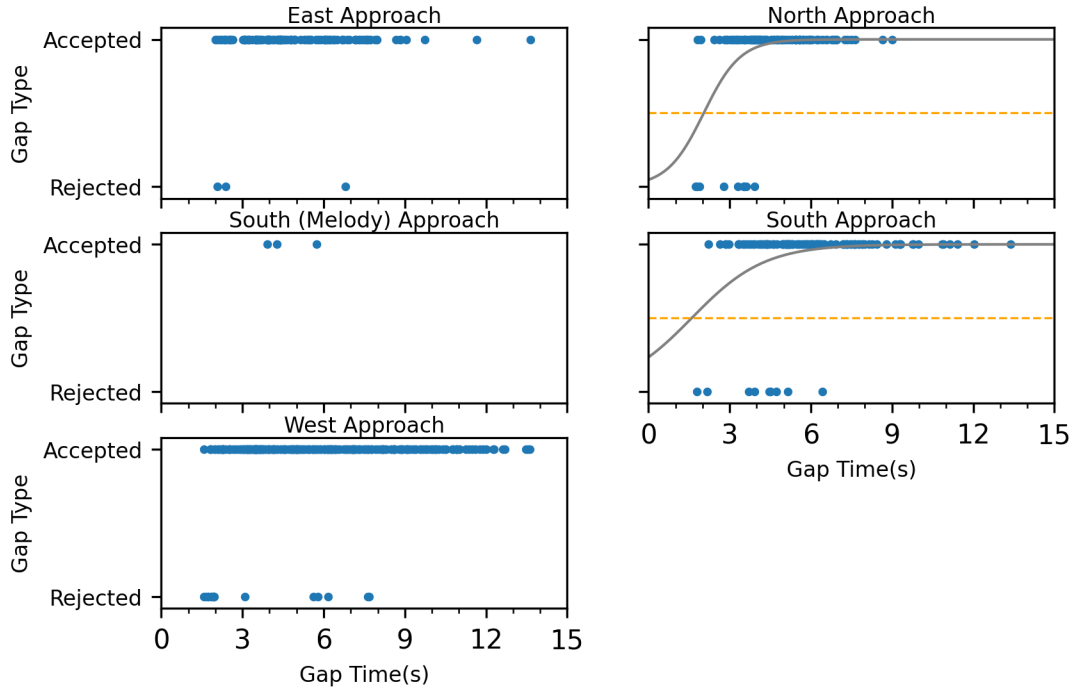 East Approach
North Approach
Accepted
Gap Type
Rejected
South (Melody) Approach
South Approach
Accepted
Gap Type
Rejected
0 3 6 9 12 15
Gap Time(s)
West Approach
Accepted
Gap Type
Rejected
0 3 6 9 12 15
Gap Time(s)